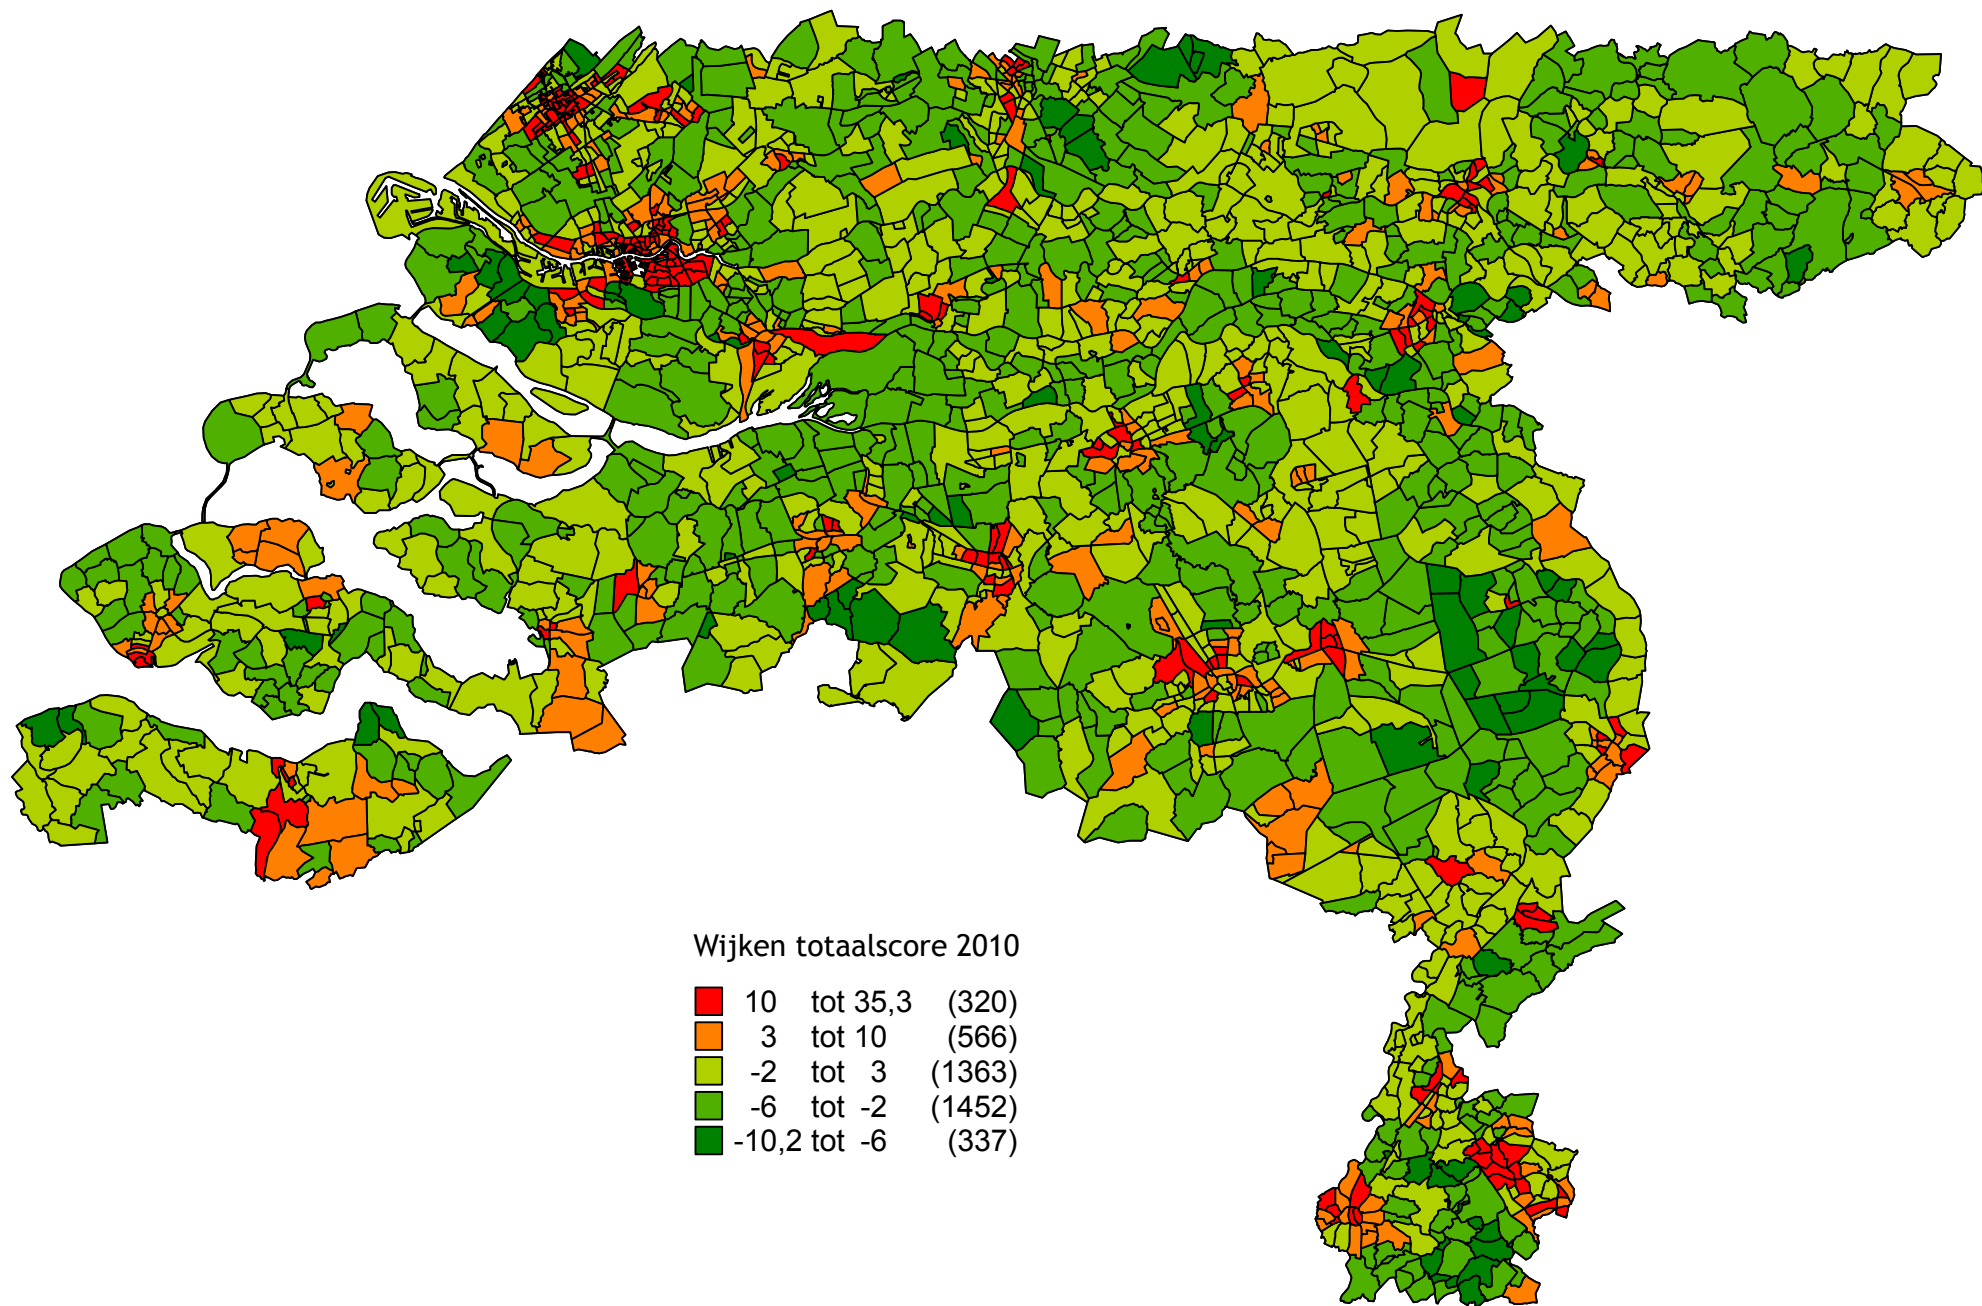 Wijken totaalscore 2010
10 tot 35,3 (320)
3 tot 10 (566)
-2 tot 3 (1363)
-6 tot -2 (1452)
-10,2 tot -6 (337)